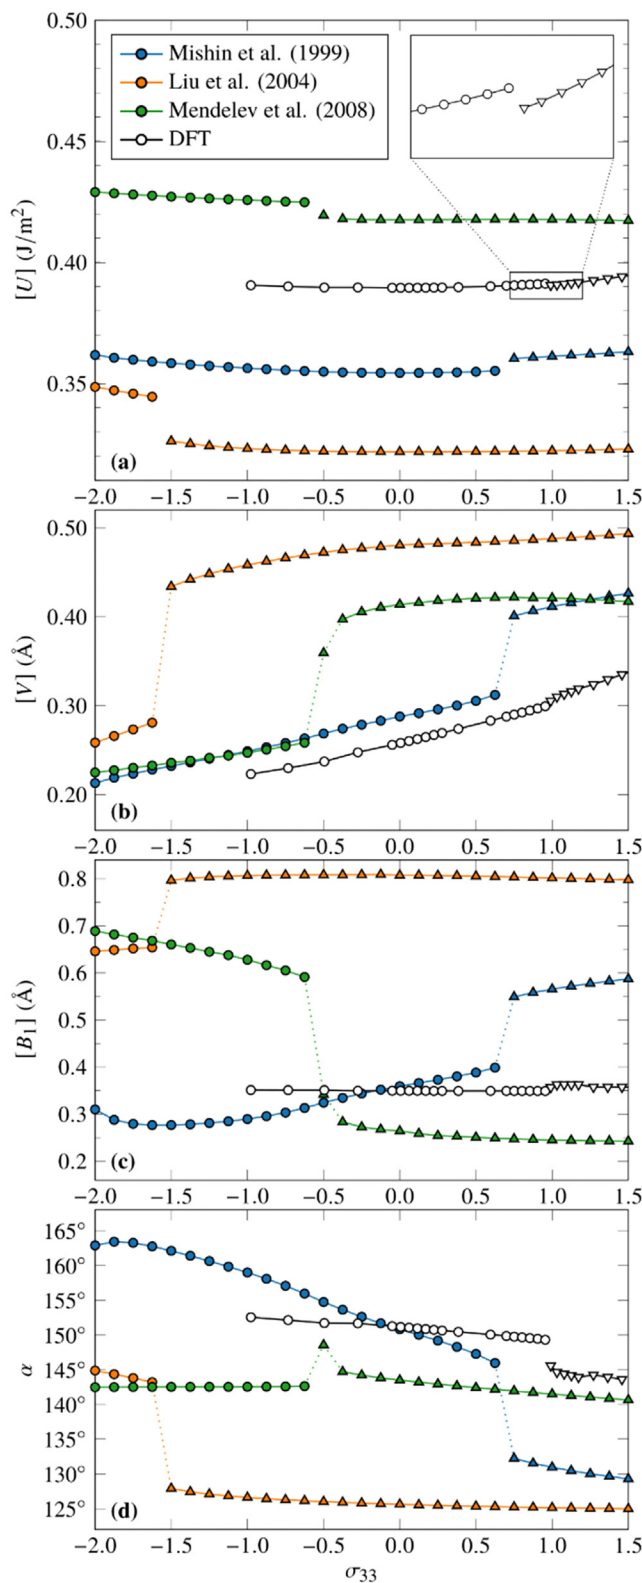 0.50
Mishin et al. (1999)
Liu et al. (2004)
Mendelev et al. (2008)
DFT
0.45
0.40
0.35
[U] (J/m²)
(a)
−2.0 −1.5 −1.0 −0.5 0.0 0.5 1.0 1.5
0.50
0.40
0.30
0.20
[V] (Å)
(b)
−2.0 −1.5 −1.0 −0.5 0.0 0.5 1.0 1.5
0.8
0.7
0.6
0.5
0.4
0.3
0.2
[B₁] (Å)
(c)
−2.0 −1.5 −1.0 −0.5 0.0 0.5 1.0 1.5
165°
160°
155°
150°
145°
140°
135°
130°
125°
α
(d)
−2.0 −1.5 −1.0 −0.5 0.0 0.5 1.0 1.5
σ₃₃